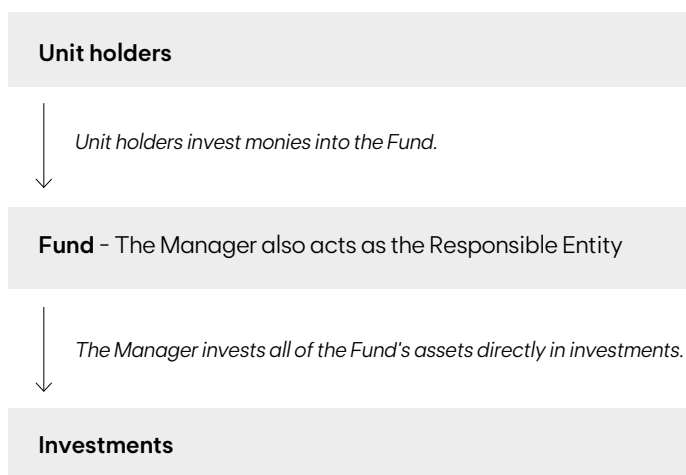 Unit holders
Unit holders invest monies into the Fund.
Fund - The Manager also acts as the Responsible Entity
The Manager invests all of the Fund's assets directly in investments.
Investments